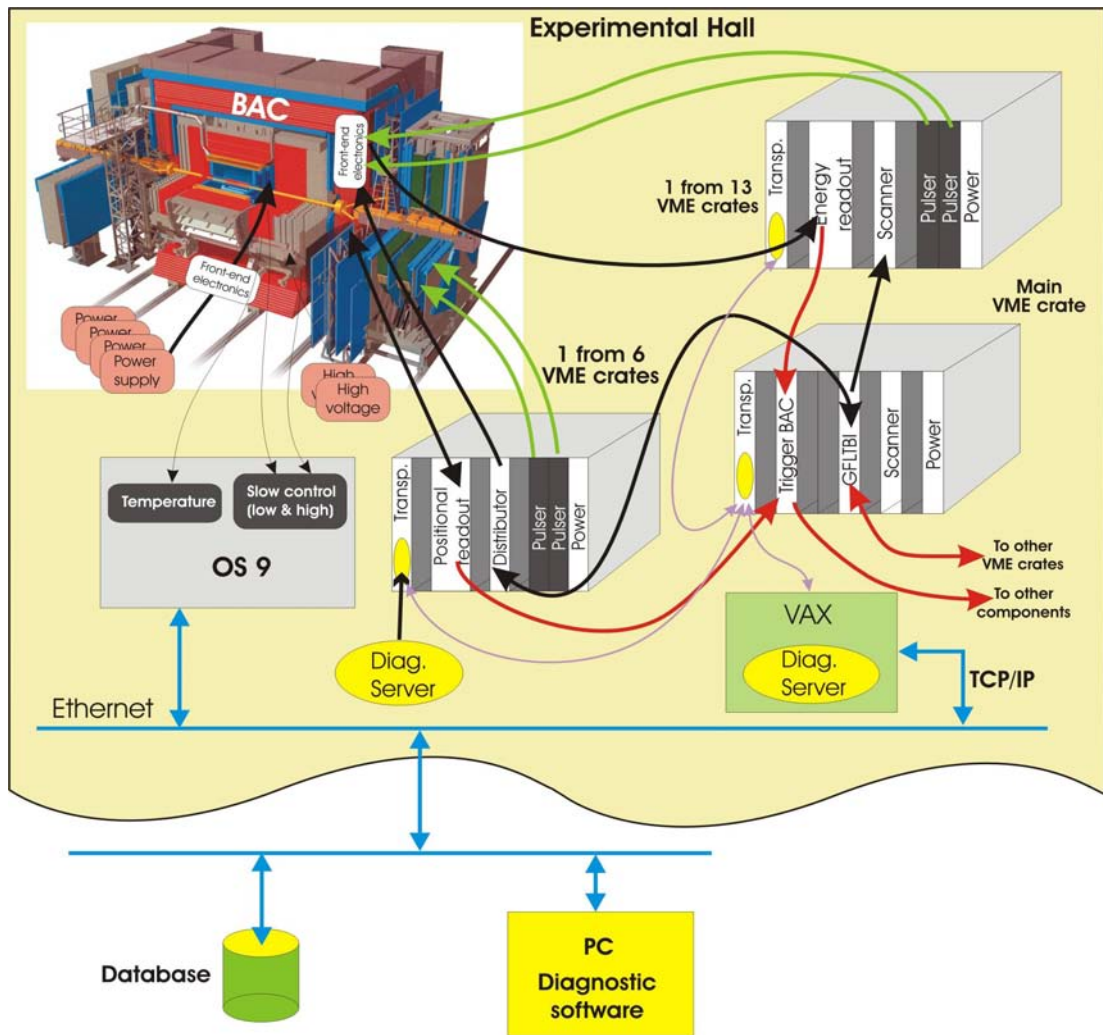 Experimental Hall
BAC
Front-end
electronics
Transp.
Energy
readout
Scanner
Pulser
Pulser
Power
1 from 13
VME crates
Front-end
electronics
Main
VME crate
Power
Power
Power
Power
supply
High
High
voltage
1 from 6
VME crates
Transp.
Trigger BAC
GFLTBI
Scanner
Power
Transp.
Positional
readout
Distributor
Pulser
Pulser
Power
Temperature
Slow control
(low & high)
OS 9
To other
VME crates
To other
components
VAX
Diag.
Server
Diag.
Server
TCP/IP
Ethernet
Database
PC
Diagnostic
software